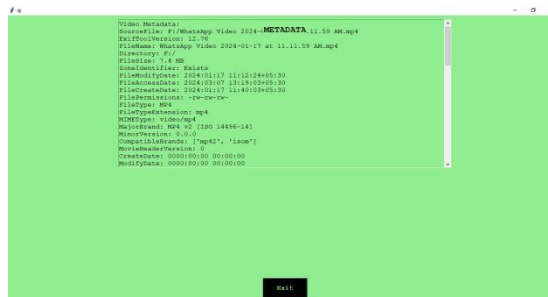 tk
METADATA
Video Metadata:
SourceFile: F:/WhatsApp Video 2024- 11.59 AM.mp4
ExifToolVersion: 12.76
FileName: WhatsApp Video 2024-01-17 at 11.11.59 AM.mp4
Directory: F:/
FileSize: 7.4 MB
ZoneIdentifier: Exists
FileModifyDate: 2024:01:17 11:12:24+05:30
FileAccessDate: 2024:03:07 13:19:03+05:30
FileCreateDate: 2024:01:17 11:40:03+05:30
FilePermissions: -rw-rw-rw-
FileType: MP4
FileTypeExtension: mp4
MIMEType: video/mp4
MajorBrand: MP4 v2 [ISO 14496-14]
MinorVersion: 0.0.0
CompatibleBrands: ['mp42', 'isom']
MovieHeaderVersion: 0
CreateDate: 0000:00:00 00:00:00
ModifyDate: 0000:00:00 00:00:00
Exit